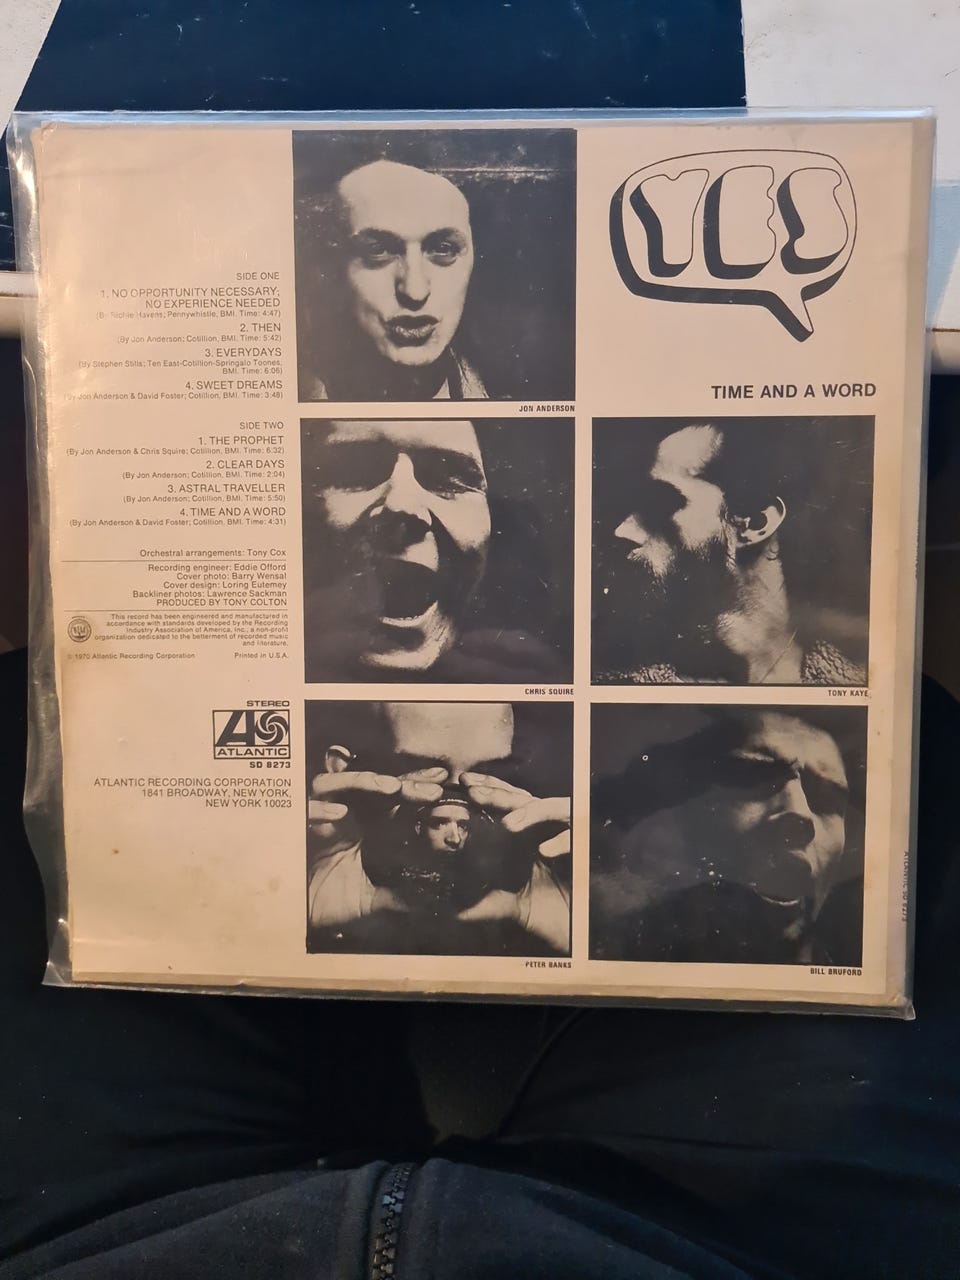 YES
TIME AND A WORD
SIDE ONE
1. NO OPPORTUNITY NECESSARY;
NO EXPERIENCE NEEDED
(By Richie Havens; Pennywhistle, BMI. Time: 4:47)
2. THEN
(By Jon Anderson; Cotillion, BMI. Time: 5:42)
3. EVERYDAYS
(By Stephen Stills; Ten East-Cotillion-Springalo Toones,
BMI. Time: 6:06)
4. SWEET DREAMS
(By Jon Anderson & David Foster; Cotillion, BMI. Time: 3:48)
SIDE TWO
1. THE PROPHET
(By Jon Anderson & Chris Squire; Cotillion, BMI. Time: 6:32)
2. CLEAR DAYS
(By Jon Anderson; Cotillion, BMI. Time: 2:04)
3. ASTRAL TRAVELLER
(By Jon Anderson; Cotillion, BMI. Time: 5:50)
4. TIME AND A WORD
(By Jon Anderson & David Foster; Cotillion, BMI. Time: 4:31)
Orchestral arrangements: Tony Cox
Recording engineer: Eddie Offord
Cover photo: Barry Wensal
Cover design: Loring Eutemey
Backliner photos: Lawrence Sackman
PRODUCED BY TONY COLTON
This record has been engineered and manufactured in
accordance with standards developed by the Recording
Industry Association of America, Inc., a non-profit
organization dedicated to the betterment of recorded music
and literature.
© 1970 Atlantic Recording Corporation Printed in U.S.A.
STEREO
ATLANTIC
SD 8273
ATLANTIC RECORDING CORPORATION
1841 BROADWAY, NEW YORK,
NEW YORK 10023
JON ANDERSON
CHRIS SQUIRE
TONY KAYE
PETER BANKS
BILL BRUFORD
ATLANTIC SD 8273